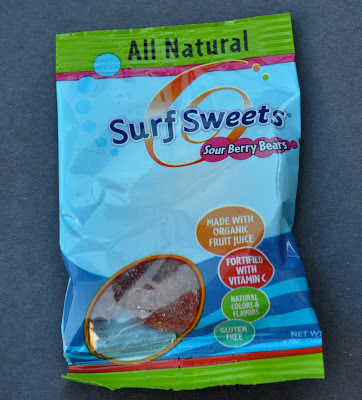 All Natural
Surf Sweets®
Sour Berry Bears
MADE WITH
ORGANIC
FRUIT JUICE
FORTIFIED
WITH
VITAMIN C
NATURAL
COLORS &
FLAVORS
GLUTEN
FREE
NET